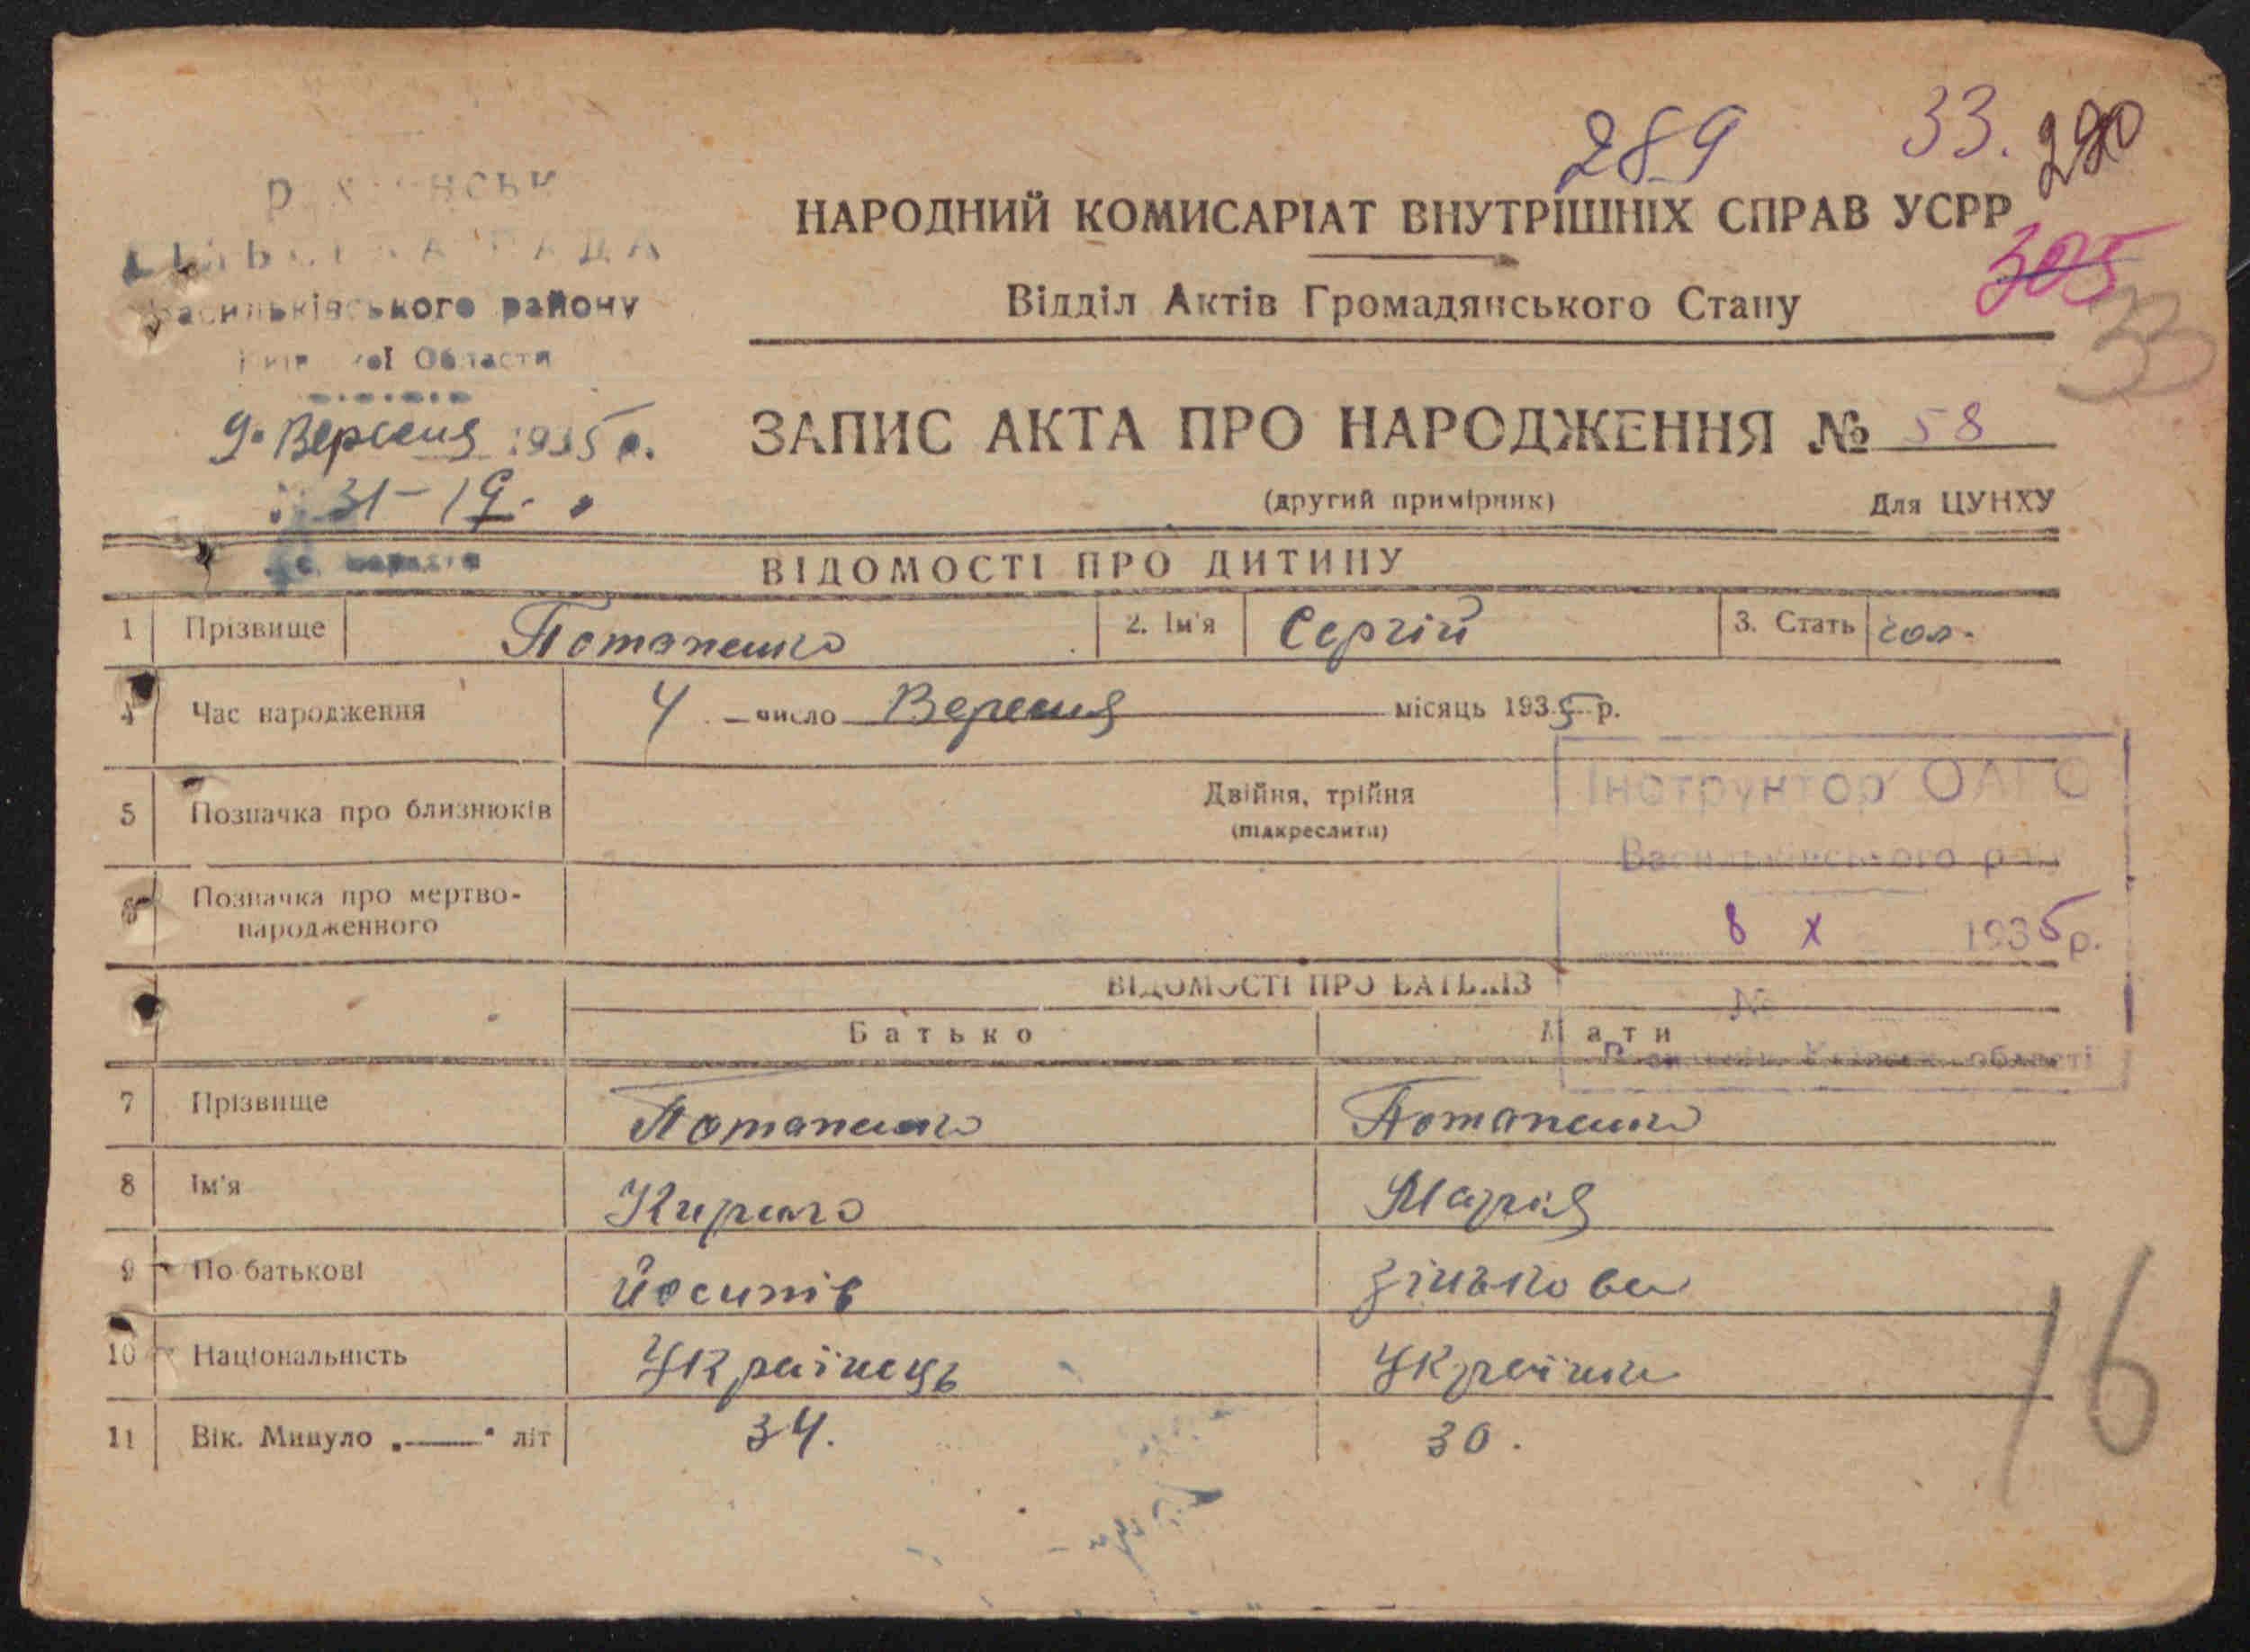 289 33. 290
НАРОДНИЙ КОМИСАРІАТ ВНУТРІШНІХ СПРАВ УСРР
305
Відділ Актів Громадянського Стану
33
РАДА
Васильківського району
Області
9. Вересня 1935 р.
31-19
ЗАПИС АКТА ПРО НАРОДЖЕННЯ № 58
(другий примірник) Для ЦУНХУ
ВІДОМОСТІ ПРО ДИТИНУ
1 Прізвище Потапенко 2. Ім'я Сергій 3. Стать чол.
4 Час народження 4 число Вересня місяць 1935 р.
5 Позначка про близнюків Двійня, трійня
(підкреслити)
6 Позначка про мертво-
народженного
Інструктор ОАГС
Васильківського р
8 X 1935 р.
№
області
ВІДОМОСТІ ПРО БАТЬКІВ
Батько Мати
7 Прізвище Потапенко Потапенко
8 Ім'я Кирило Марія
9 По-батькові Йосипів Зінькова
10 Національність Українець Українка
11 Вік. Минуло „——" літ 34. 30.
16